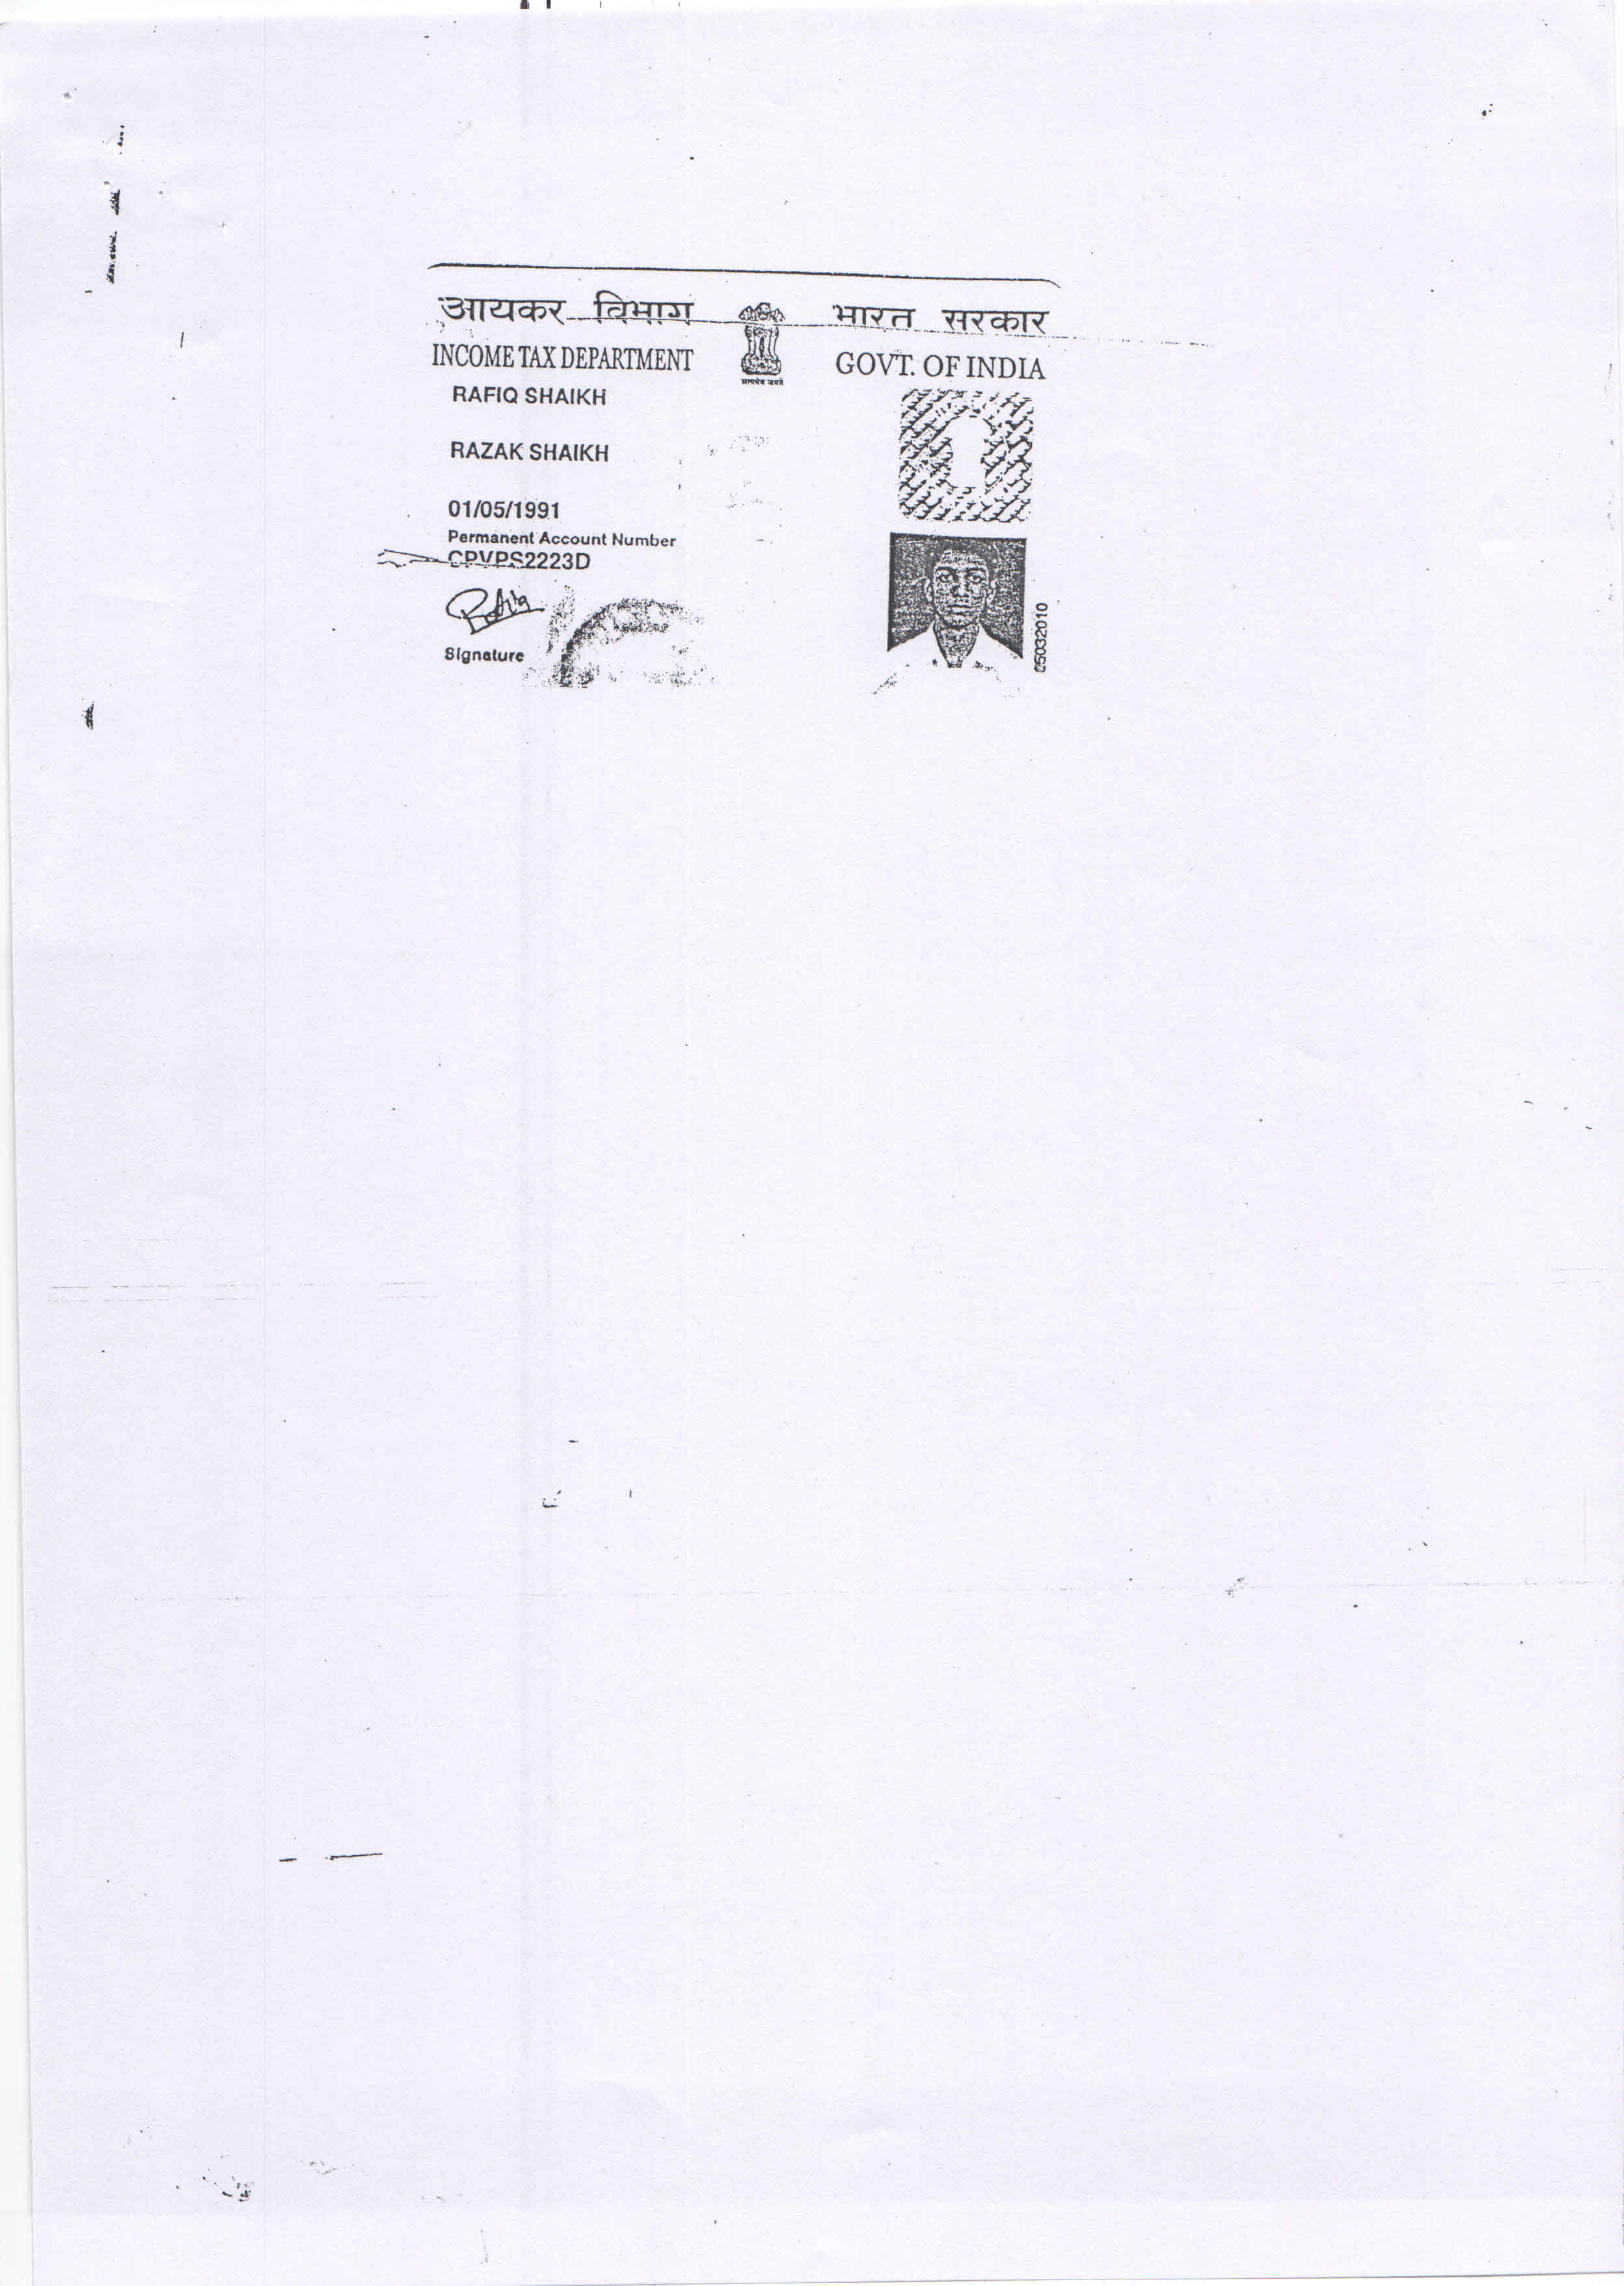 आयकर विभाग
भारत सरकार
INCOME TAX DEPARTMENT
GOVT. OF INDIA
सत्यमेव जयते
RAFIQ SHAIKH
RAZAK SHAIKH
01/05/1991
Permanent Account Number
CPVPS2223D
Signature
05032010